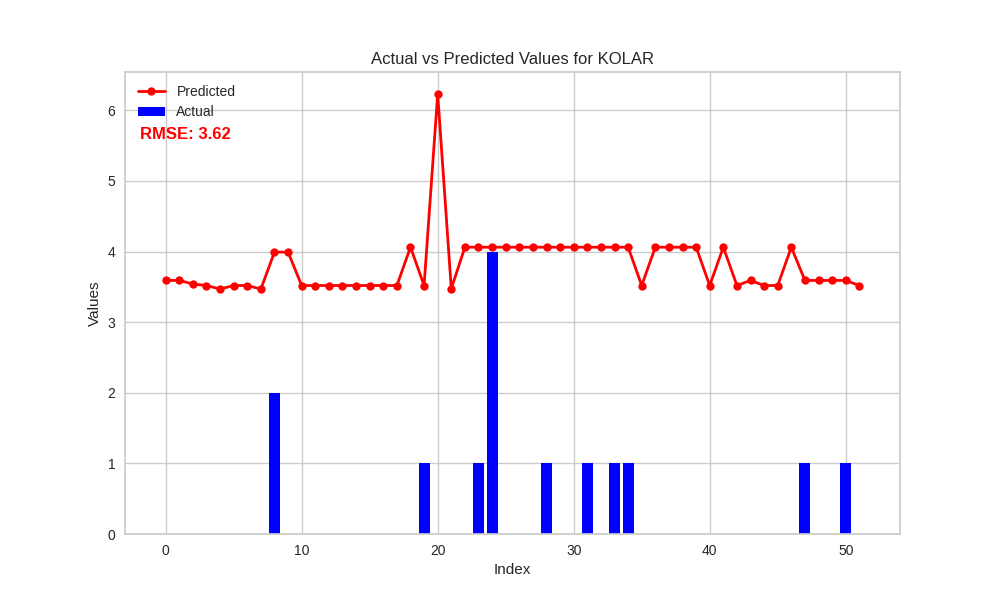 Actual vs Predicted Values for KOLAR
Predicted
Actual
RMSE: 3.62
Values
6
5
4
3
2
1
0
0 10 20 30 40 50
Index